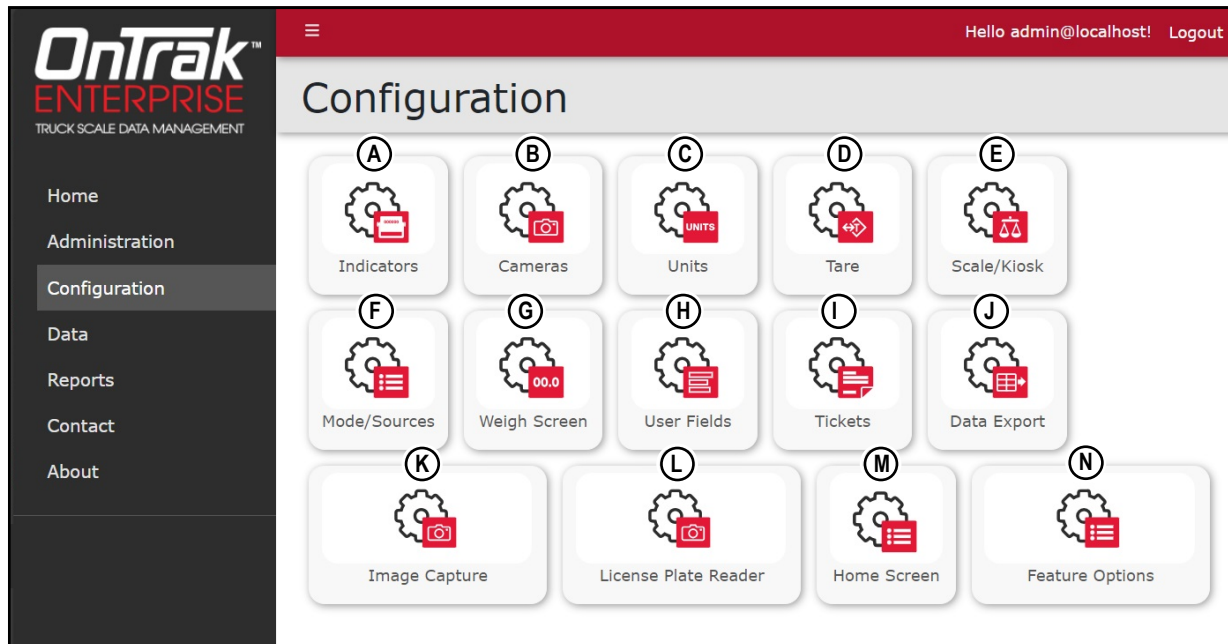 OnTrak™
ENTERPRISE
TRUCK SCALE DATA MANAGEMENT
Home
Administration
Configuration
Data
Reports
Contact
About
Hello admin@localhost! Logout
Configuration
A B C D E
UNITS
Indicators Cameras Units Tare Scale/Kiosk
F G H I J
00.0
Mode/Sources Weigh Screen User Fields Tickets Data Export
K L M N
Image Capture License Plate Reader Home Screen Feature Options